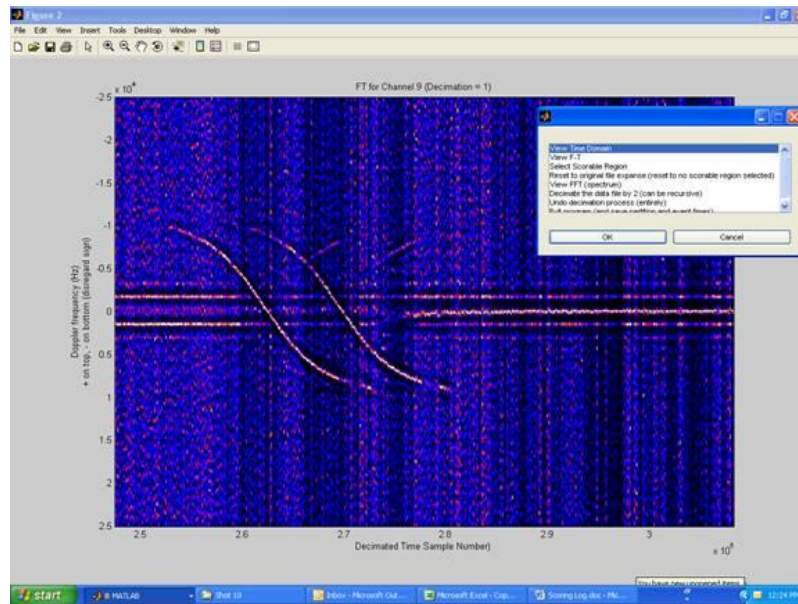 Figure 2
File Edit View Insert Tools Desktop Window Help
x 10⁴
FT for Channel 9 (Decimation = 1)
-2.5
-2
-1.5
-1
-0.5
0
0.5
1
1.5
2
2.5
Doppler frequency (Hz)
+ on top, - on bottom (disregard sign)
2.5 2.6 2.7 2.8 2.9 3
Decimated Time Sample Number)
View Time Domain
View F-T
Select Scorable Region
Reset to original file expanse (reset to no scorable region selected)
View FFT (spectrum)
Decimate the data file by 2 (can be recursive)
Undo decimation process (entirely)
OK Cancel
You have new unopened items
start MATLAB Shot 10 Inbox - Microsoft Out... Microsoft Excel - Cop... Scoring Log.doc - Mic... 12:24 PM